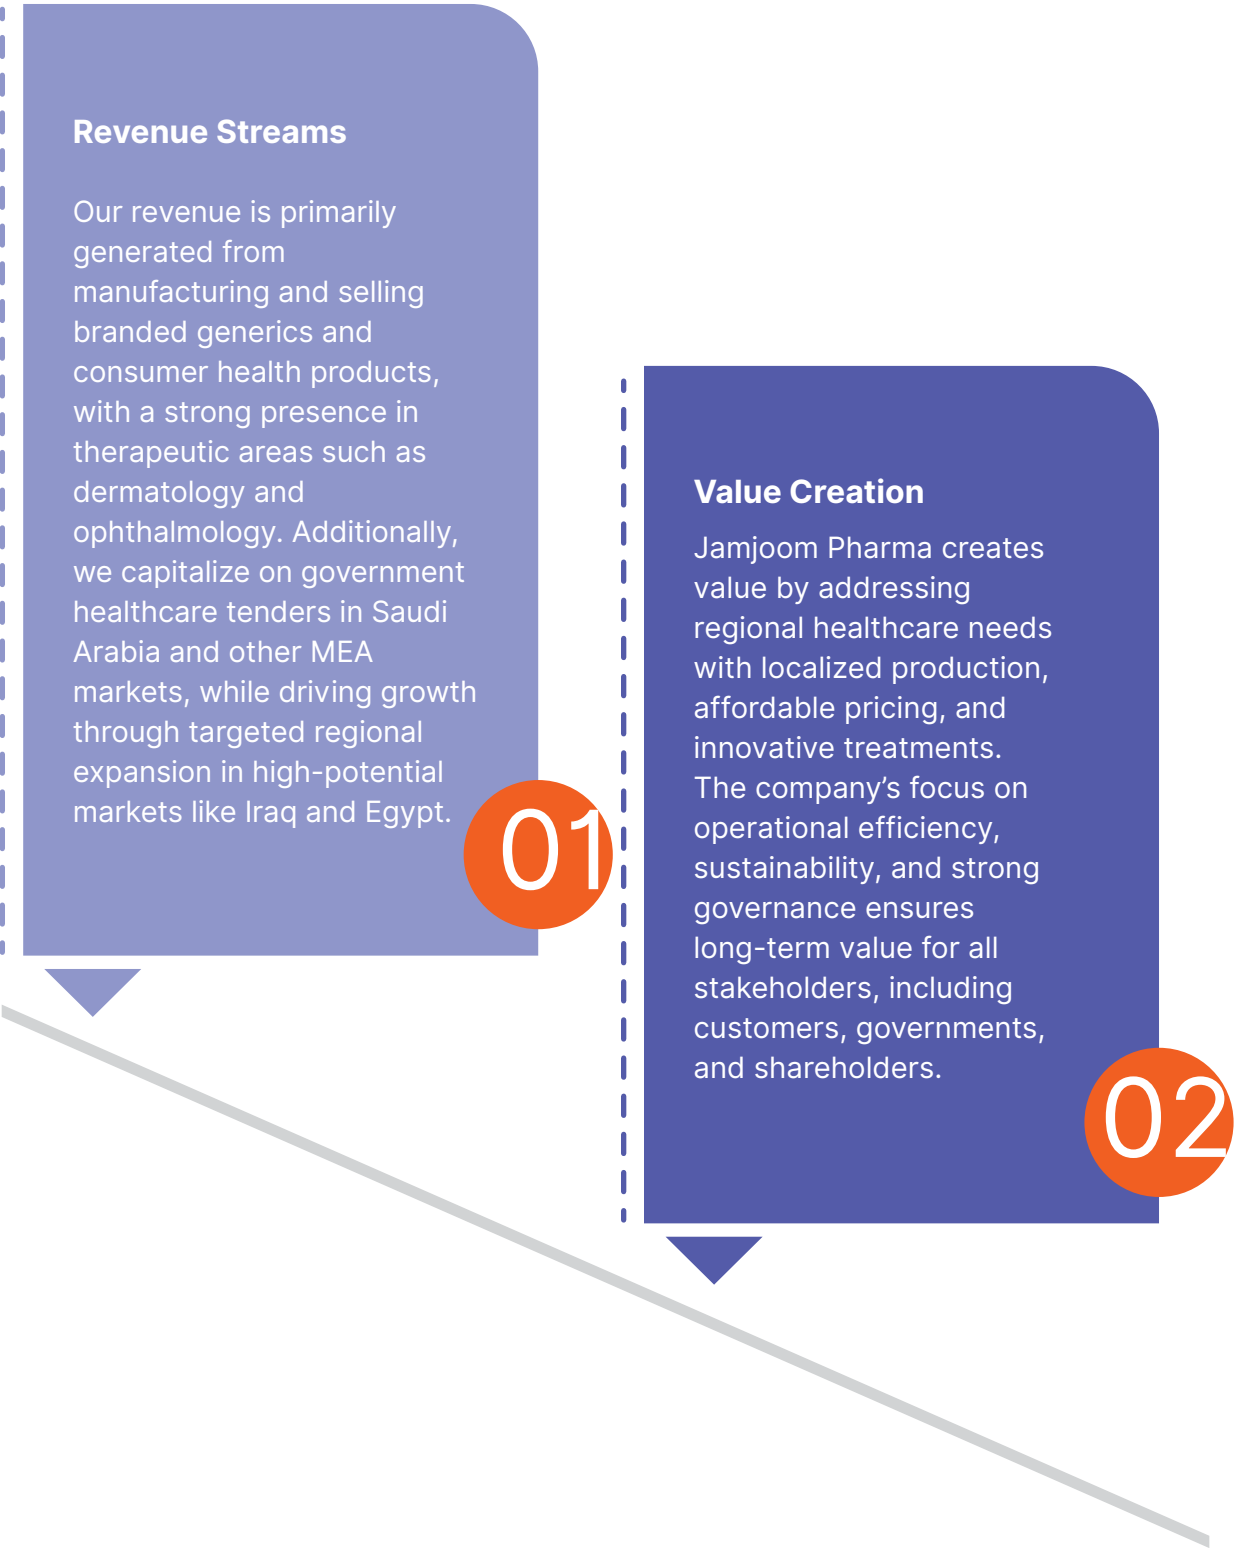 Revenue Streams
Our revenue is primarily
generated from
manufacturing and selling
branded generics and
consumer health products,
with a strong presence in
therapeutic areas such as
dermatology and
ophthalmology. Additionally,
we capitalize on government
healthcare tenders in Saudi
Arabia and other MEA
markets, while driving growth
through targeted regional
expansion in high-potential
markets like Iraq and Egypt.
01
Value Creation
Jamjoom Pharma creates
value by addressing
regional healthcare needs
with localized production,
affordable pricing, and
innovative treatments.
The company’s focus on
operational efficiency,
sustainability, and strong
governance ensures
long-term value for all
stakeholders, including
customers, governments,
and shareholders.
02